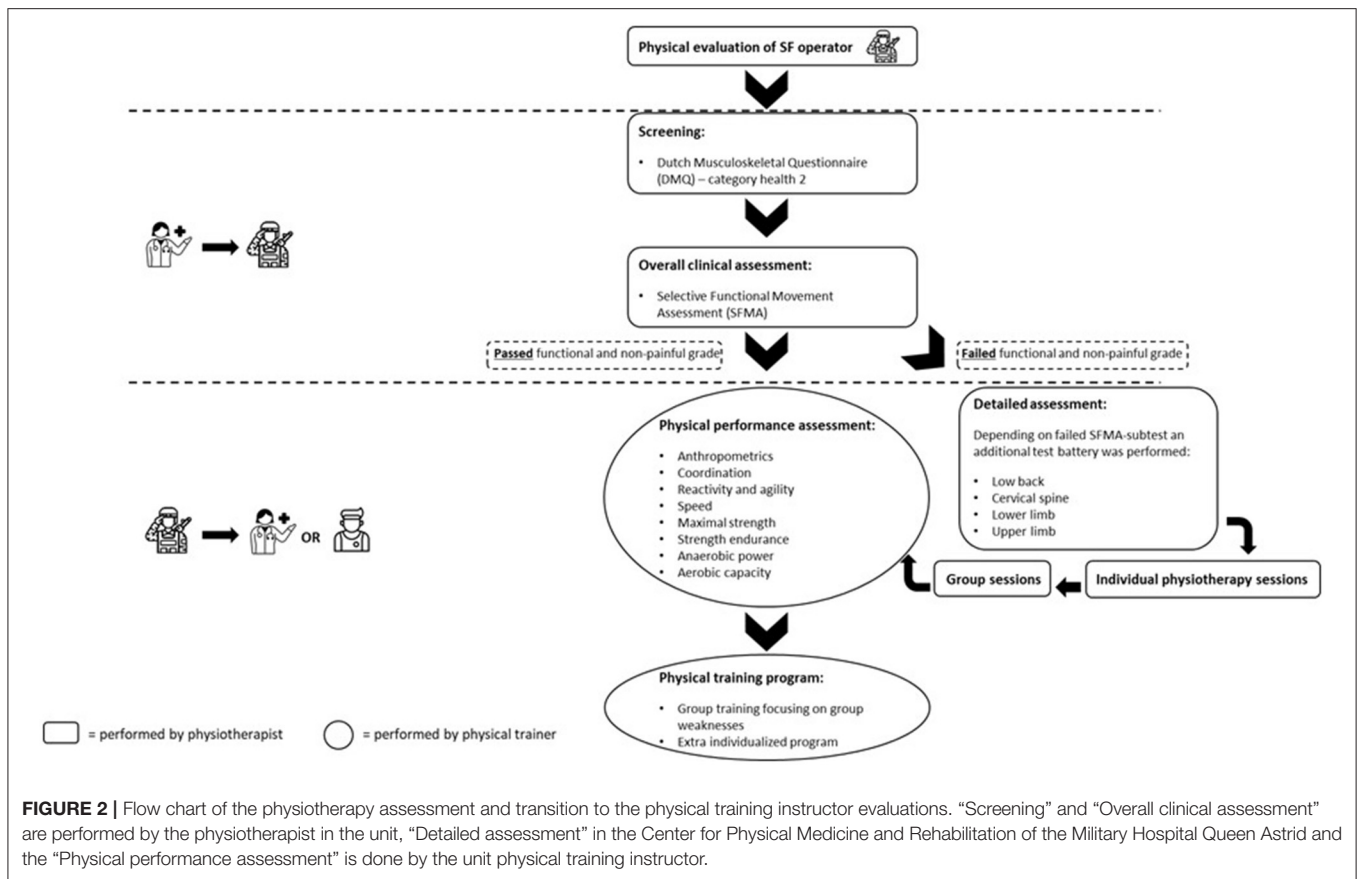 Physical evaluation of SF operator
Screening:
• Dutch Musculoskeletal Questionnaire
(DMQ) – category health 2
Overall clinical assessment:
• Selective Functional Movement
Assessment (SFMA)
Passed functional and non-painful grade
Failed functional and non-painful grade
Physical performance assessment:
• Anthropometrics
• Coordination
• Reactivity and agility
• Speed
• Maximal strength
• Strength endurance
• Anaerobic power
• Aerobic capacity
Detailed assessment:
Depending on failed SFMA-subtest an
additional test battery was performed:
• Low back
• Cervical spine
• Lower limb
• Upper limb
OR
Group sessions
Individual physiotherapy sessions
Physical training program:
• Group training focusing on group
weaknesses
• Extra individualized program
= performed by physiotherapist
= performed by physical trainer
FIGURE 2 | Flow chart of the physiotherapy assessment and transition to the physical training instructor evaluations. “Screening” and “Overall clinical assessment”
are performed by the physiotherapist in the unit, “Detailed assessment” in the Center for Physical Medicine and Rehabilitation of the Military Hospital Queen Astrid and
the “Physical performance assessment” is done by the unit physical training instructor.